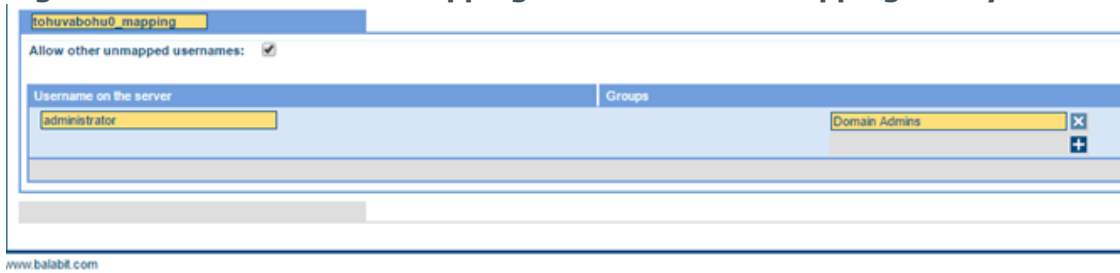 tohuvabohu0_mapping
Allow other unmapped usernames:
Username on the server Groups
administrator Domain Admins
www.balabit.com